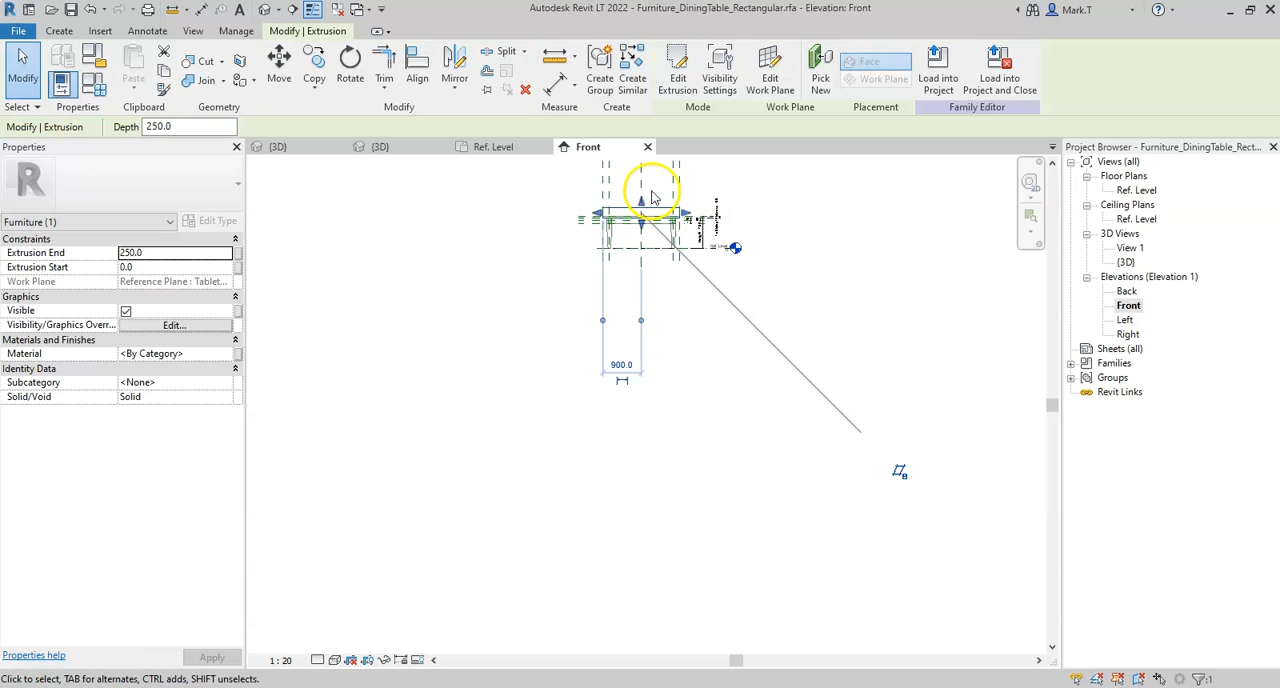 Autodesk Revit LT 2022 - Furniture_DiningTable_Rectangular.rfa - Elevation: Front
Mark.T
File Create Insert Annotate View Manage Modify | Extrusion
Modify Paste Cut Join Move Copy Rotate Trim Align Mirror Split Create Group Create Similar Edit Extrusion Visibility Settings Edit Work Plane Pick New Face Work Plane Load into Project Load into Project and Close
Select Properties Clipboard Geometry Modify Measure Create Mode Work Plane Placement Family Editor
Modify | Extrusion Depth 250.0
Properties
{3D} {3D} Ref. Level Front
Project Browser - Furniture_DiningTable_Rect...
Furniture (1) Edit Type
Constraints
Extrusion End 250.0
Extrusion Start 0.0
Work Plane Reference Plane : Tablet...
Graphics
Visible
Visibility/Graphics Overr... Edit...
Materials and Finishes
Material <By Category>
Identity Data
Subcategory <None>
Solid/Void Solid
900.0
Views (all)
Floor Plans
Ref. Level
Ceiling Plans
Ref. Level
3D Views
View 1
{3D}
Elevations (Elevation 1)
Back
Front
Left
Right
Sheets (all)
Families
Groups
Revit Links
Properties help Apply
1 : 20
Click to select, TAB for alternates, CTRL adds, SHIFT unselects.
:1